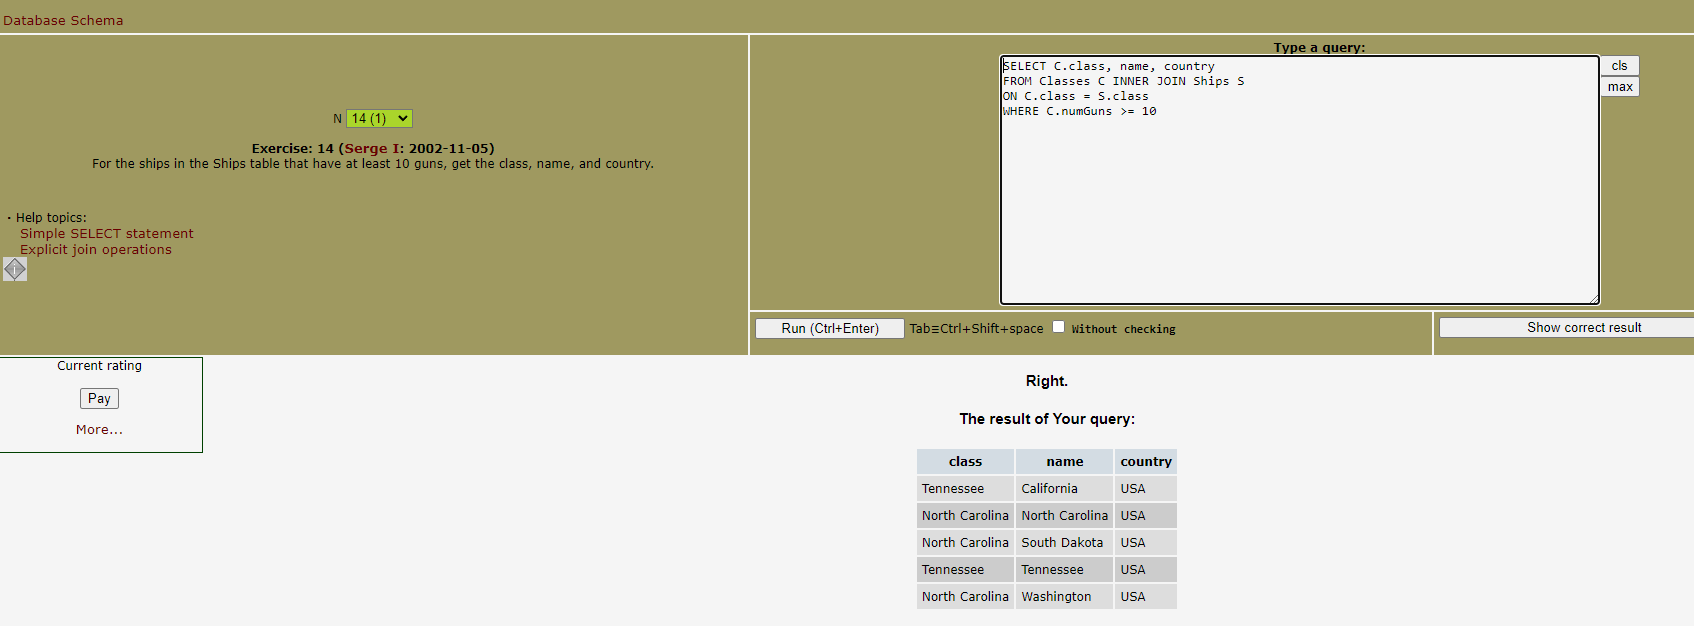 Database Schema
N 14 (1)
Exercise: 14 (Serge I: 2002-11-05)
For the ships in the Ships table that have at least 10 guns, get the class, name, and country.
· Help topics:
Simple SELECT statement
Explicit join operations
Type a query:
SELECT C.class, name, country
FROM Classes C INNER JOIN Ships S
ON C.class = S.class
WHERE C.numGuns >= 10
cls
max
Run (Ctrl+Enter) Tab≡Ctrl+Shift+space Without checking
Show correct result
Current rating
Pay
More...
Right.
The result of Your query:
class name country
Tennessee California USA
North Carolina North Carolina USA
North Carolina South Dakota USA
Tennessee Tennessee USA
North Carolina Washington USA